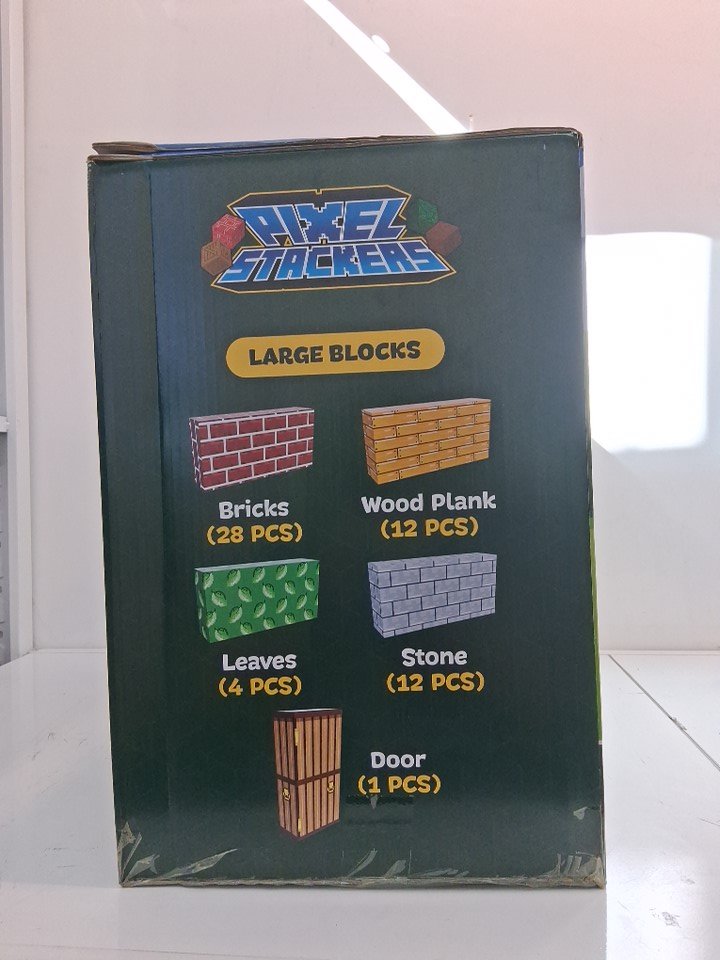 PIXEL
STACKERS
LARGE BLOCKS
Bricks
(28 PCS)
Wood Plank
(12 PCS)
Leaves
(4 PCS)
Stone
(12 PCS)
Door
(1 PCS)